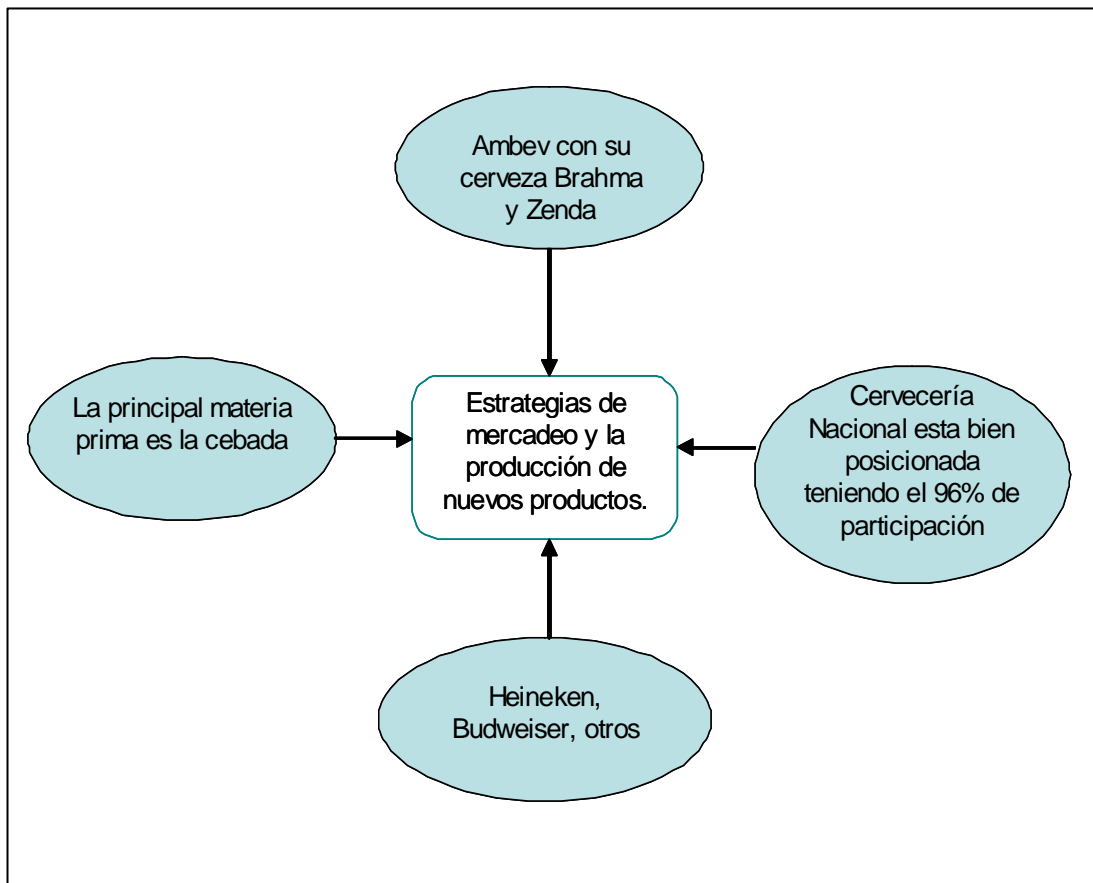 Ambev con su
cerveza Brahma
y Zenda
La principal materia
prima es la cebada
Estrategias de
mercadeo y la
producción de
nuevos productos.
Cervecería
Nacional esta bien
posicionada
teniendo el 96% de
participación
Heineken,
Budweiser, otros